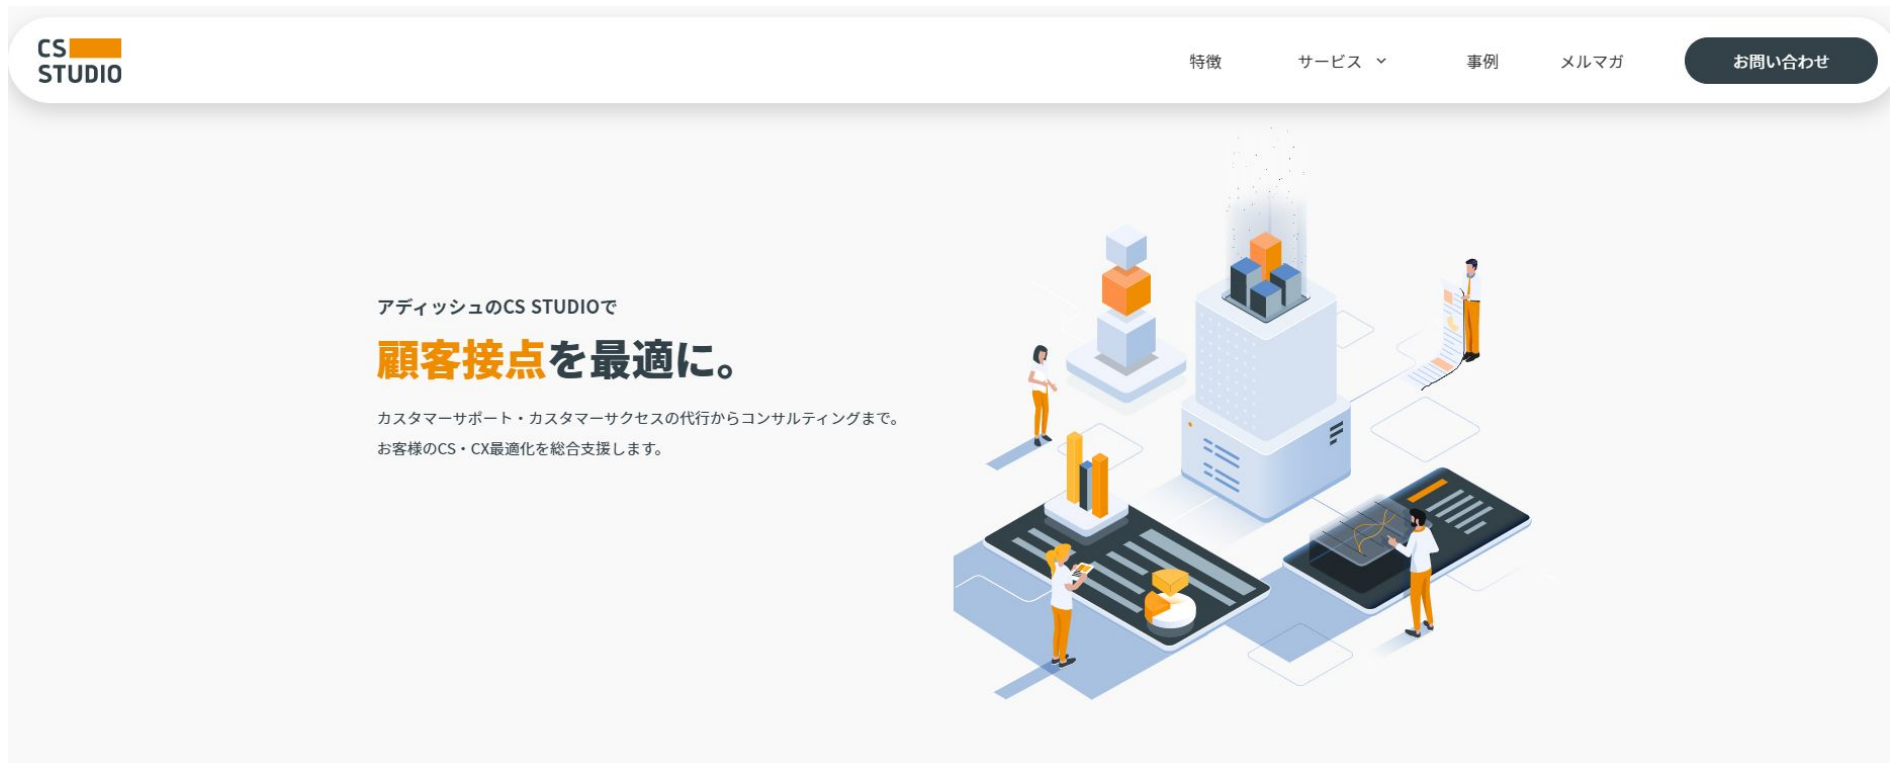 CS
STUDIO
特徴
サービス
事例
メルマガ
お問い合わせ
アディッシュのCS STUDIOで
顧客接点を最適に。
カスタマーサポート・カスタマーサクセスの代行からコンサルティングまで。
お客様のCS・CX最適化を総合支援します。